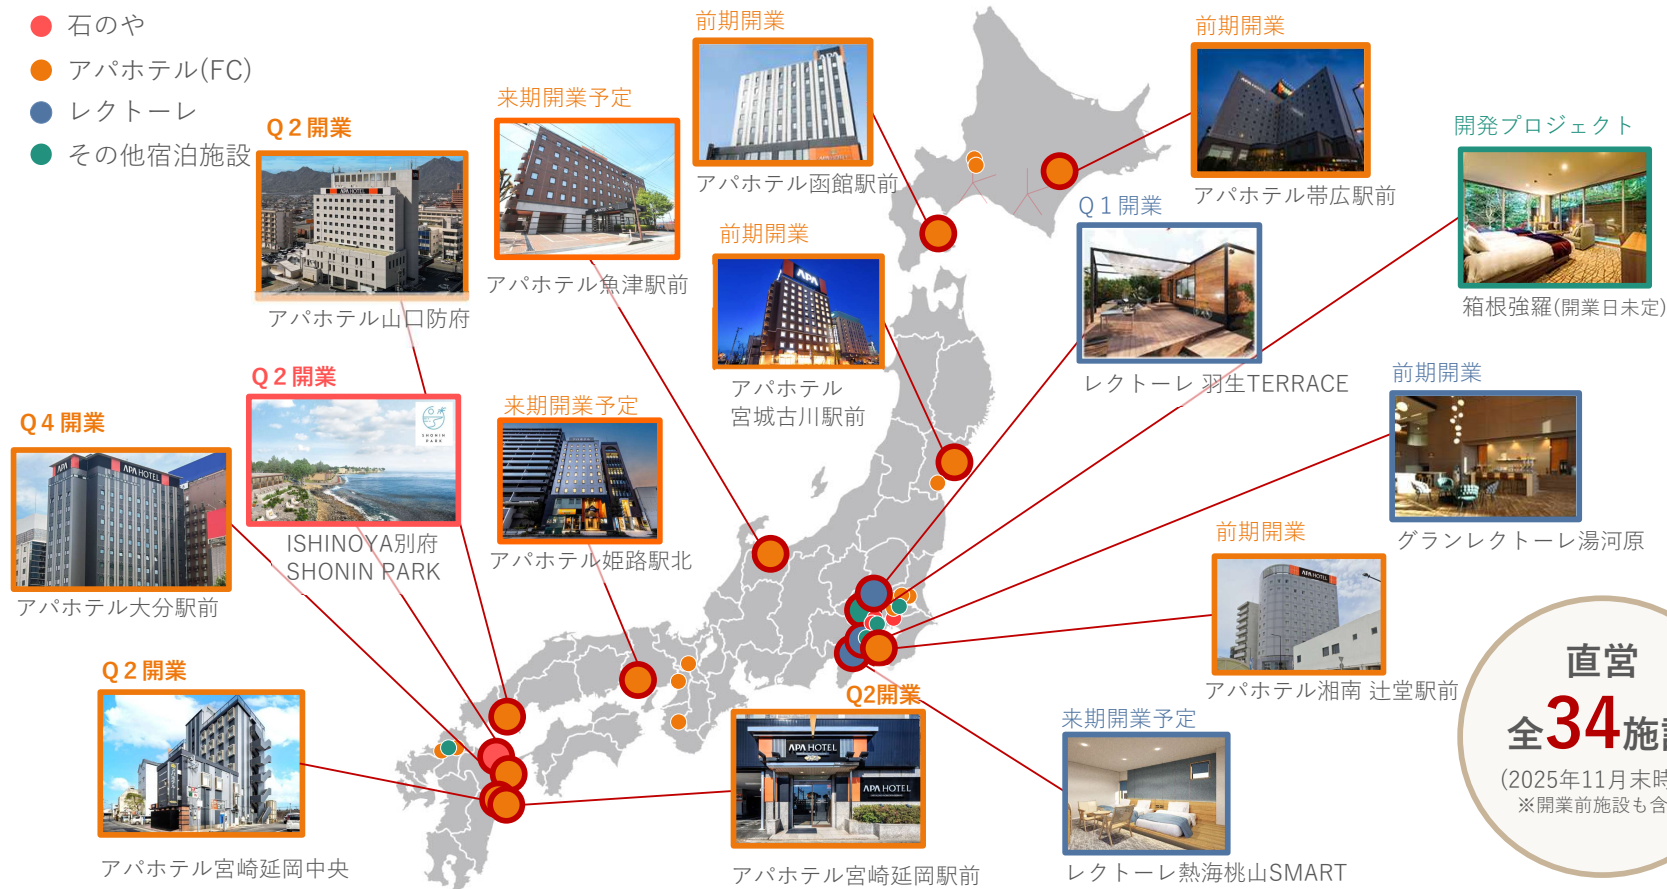 石のや
アパホテル(FC)
レクトーレ
その他宿泊施設
Q2開業
アパホテル山口防府
来期開業予定
アパホテル魚津駅前
前期開業
アパホテル函館駅前
前期開業
アパホテル帯広駅前
前期開業
アパホテル
宮城古川駅前
Q1開業
レクトーレ 羽生TERRACE
開発プロジェクト
箱根強羅(開業日未定)
Q2開業
SHONIN
PARK
ISHINOYA別府
SHONIN PARK
Q4開業
APA
APA HOTEL
アパホテル大分駅前
来期開業予定
アパホテル姫路駅北
前期開業
グランレクトーレ湯河原
前期開業
APA HOTEL
アパホテル湘南 辻堂駅前
Q2開業
アパホテル宮崎延岡中央
Q2開業
APA HOTEL
APA HOTEL
アパホテル宮崎延岡駅前
来期開業予定
レクトーレ熱海桃山SMART
直営
全34施設
(2025年11月末時
※開業前施設も含